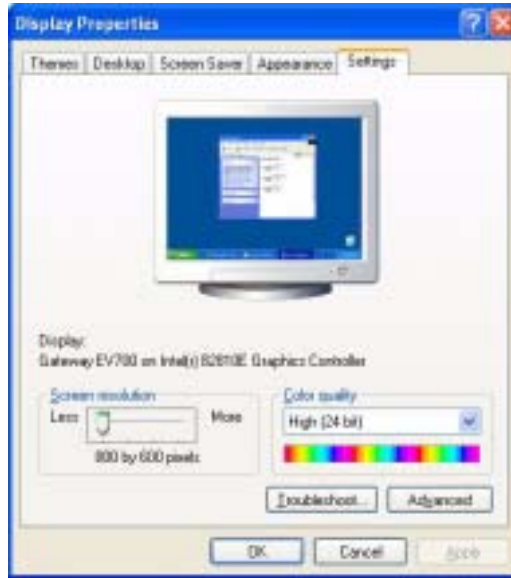 Display Properties
Themes Desktop Screen Saver Appearance Settings
Display:
Gateway EV700 on Intel(r) 82810E Graphics Controller
Screen resolution
Less More
800 by 600 pixels
Color quality
High (24 bit)
Troubleshoot... Advanced
OK Cancel Apply